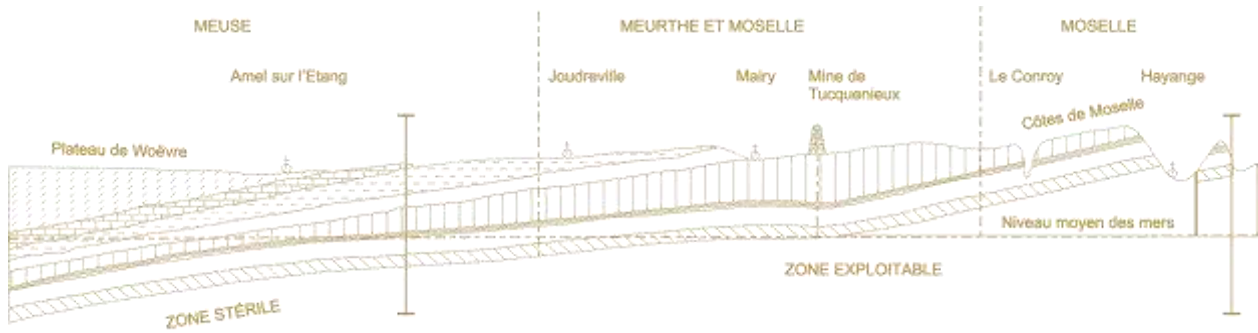 MEUSE
MEURTHE ET MOSELLE
MOSELLE
Amel sur l'Etang
Joudreville
Mairy
Mine de
Tucquenieux
Le Conroy
Hayange
Côtes de Moselle
Plateau de Woëvre
Niveau moyen des mers
ZONE EXPLOITABLE
ZONE STÉRILE